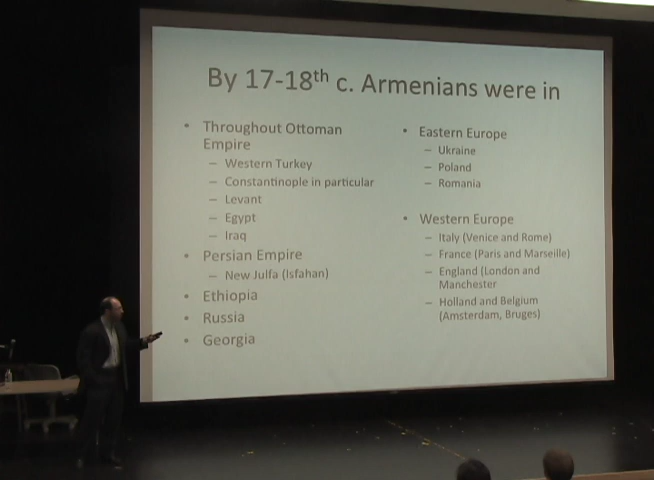 By 17-18th c. Armenians were in
• Throughout Ottoman
Empire
– Western Turkey
– Constantinople in particular
– Levant
– Egypt
– Iraq
• Persian Empire
– New Julfa (Isfahan)
• Ethiopia
• Russia
• Georgia
• Eastern Europe
– Ukraine
– Poland
– Romania
• Western Europe
– Italy (Venice and Rome)
– France (Paris and Marseille)
– England (London and
Manchester
– Holland and Belgium
(Amsterdam, Bruges)